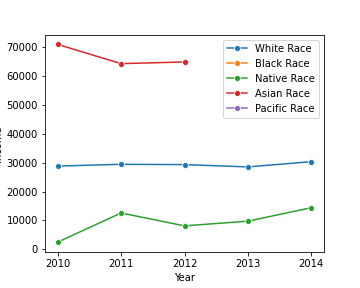 70000
60000
50000
40000
30000
20000
10000
0
White Race
Black Race
Native Race
Asian Race
Pacific Race
2010 2011 2012 2013 2014
Year